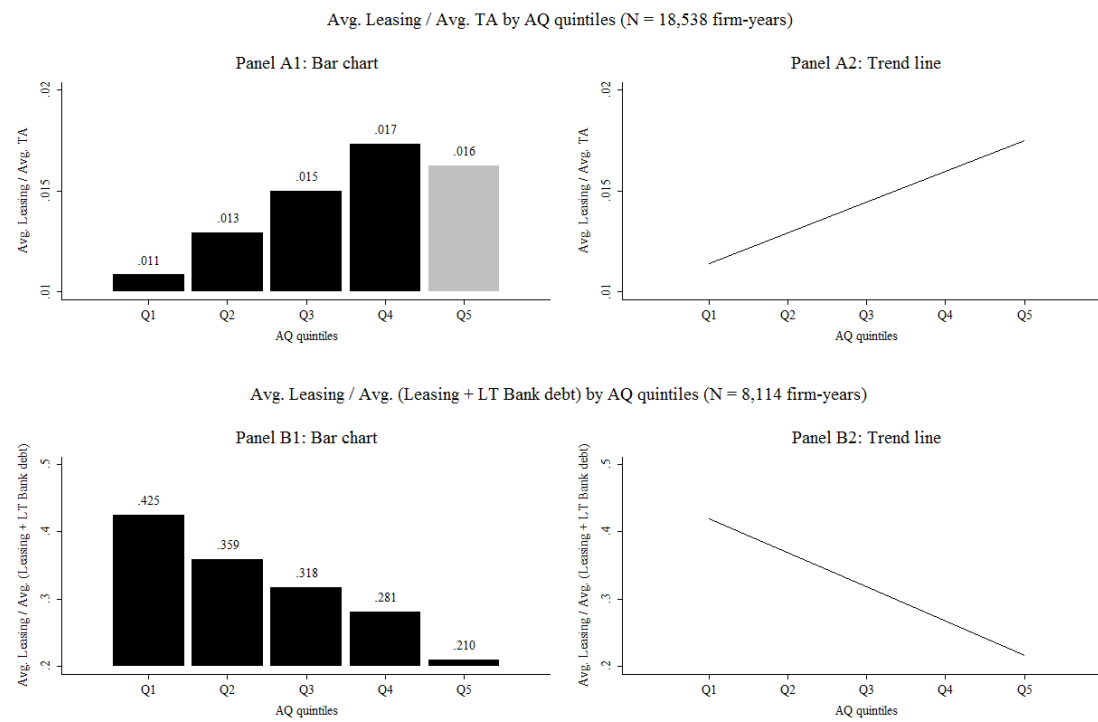 Avg. Leasing / Avg. TA by AQ quintiles (N = 18,538 firm-years)
Panel A1: Bar chart
Avg. Leasing / Avg. TA
.02
.015
.01
.011
.013
.015
.017
.016
Q1 Q2 Q3 Q4 Q5
AQ quintiles
Panel A2: Trend line
Avg. Leasing / Avg. TA
.02
.015
.01
Q1 Q2 Q3 Q4 Q5
AQ quintiles
Avg. Leasing / Avg. (Leasing + LT Bank debt) by AQ quintiles (N = 8,114 firm-years)
Panel B1: Bar chart
Avg. Leasing / Avg. (Leasing + LT Bank debt)
.5
.4
.3
.2
.425
.359
.318
.281
.210
Q1 Q2 Q3 Q4 Q5
AQ quintiles
Panel B2: Trend line
Avg. Leasing / Avg. (Leasing + LT Bank debt)
.5
.4
.3
.2
Q1 Q2 Q3 Q4 Q5
AQ quintiles